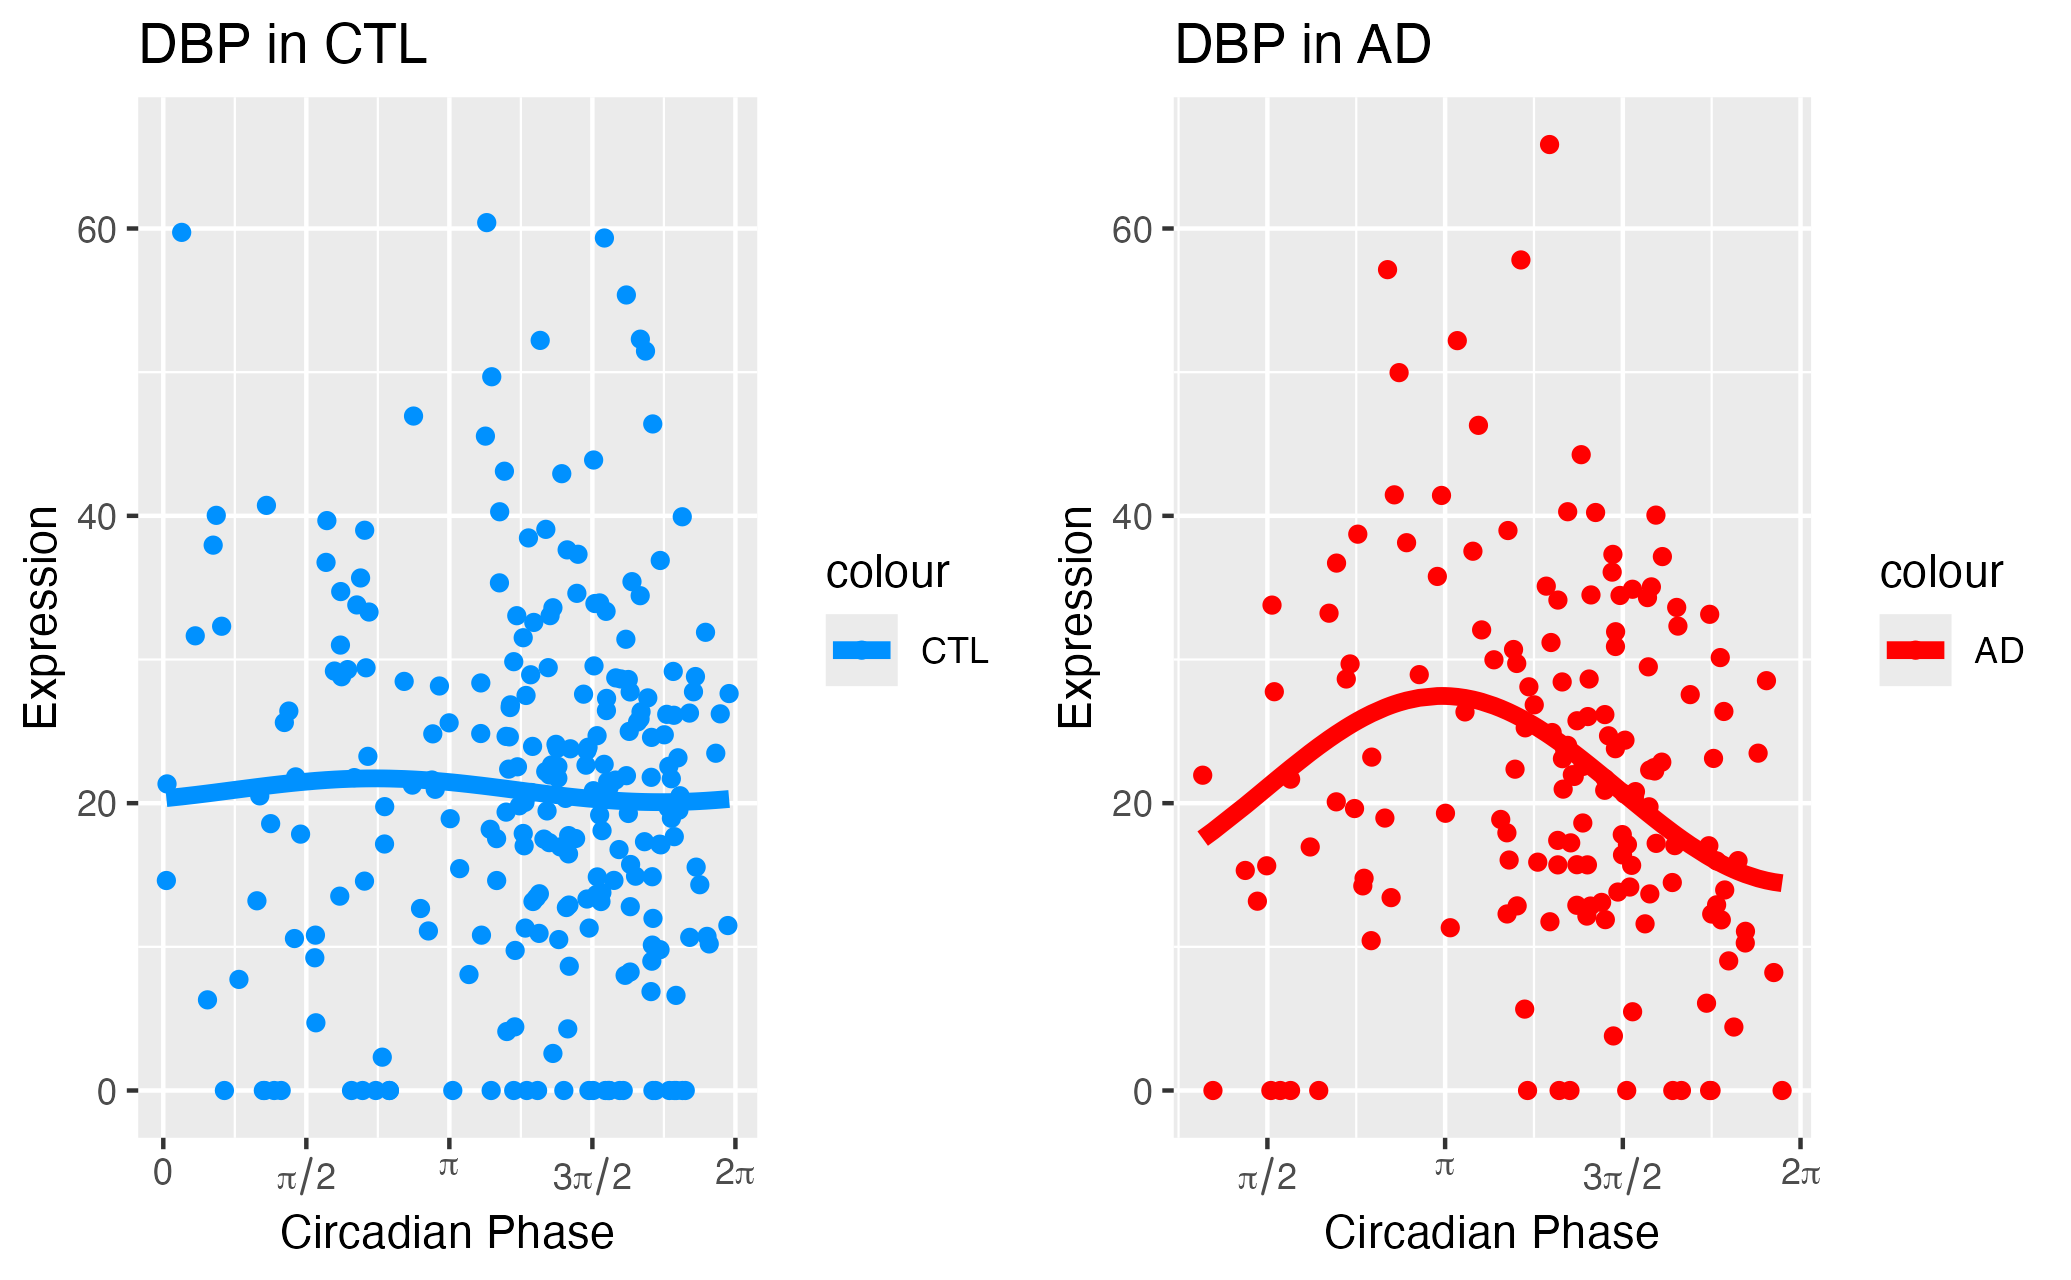 DBP in CTL
60
40
20
0
Expression
0 π/2 π 3π/2 2π
Circadian Phase
colour
CTL
DBP in AD
60
40
20
0
Expression
π/2 π 3π/2 2π
Circadian Phase
colour
AD